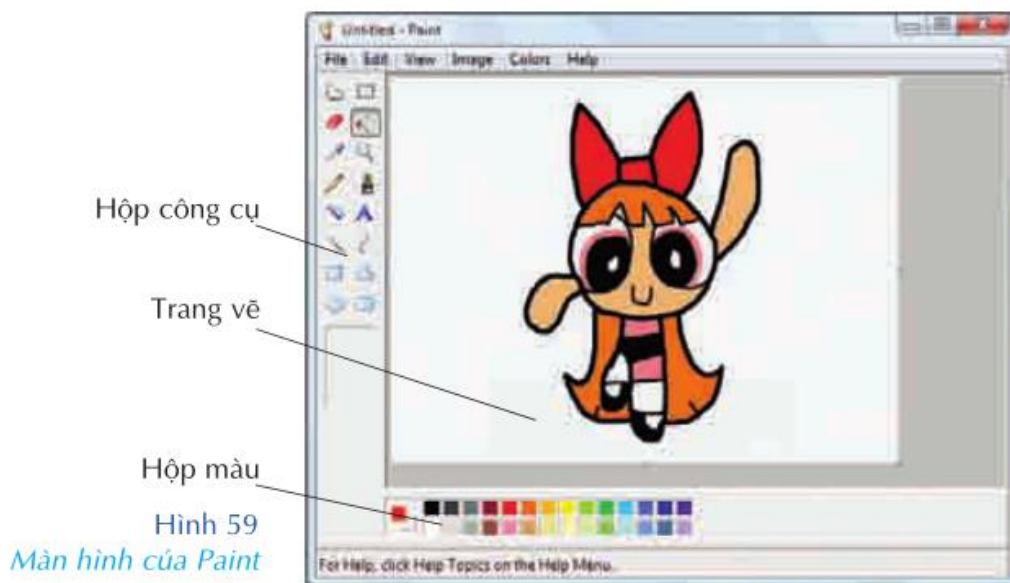 Untitled - Paint
File Edit View Image Colors Help
Hộp công cụ
A
Trang vẽ
Hộp màu
Hình 59
Màn hình của Paint
For Help, click Help Topics on the Help Menu.